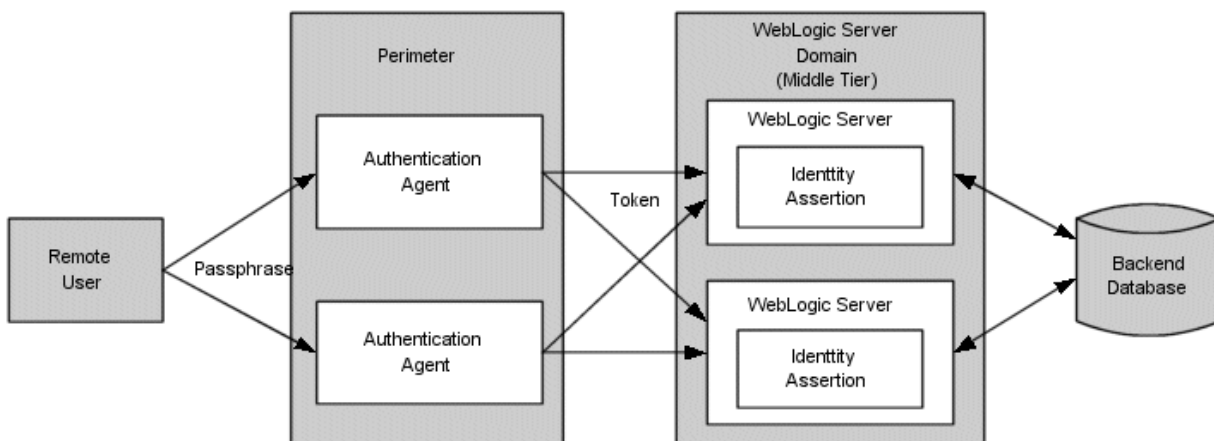 Perimeter
WebLogic Server
Domain
(Middle Tier)
WebLogic Server
Authentication
Agent
Identtity
Assertion
Token
Remote
User
Passphrase
Backend
Database
WebLogic Server
Authentication
Agent
Identtity
Assertion